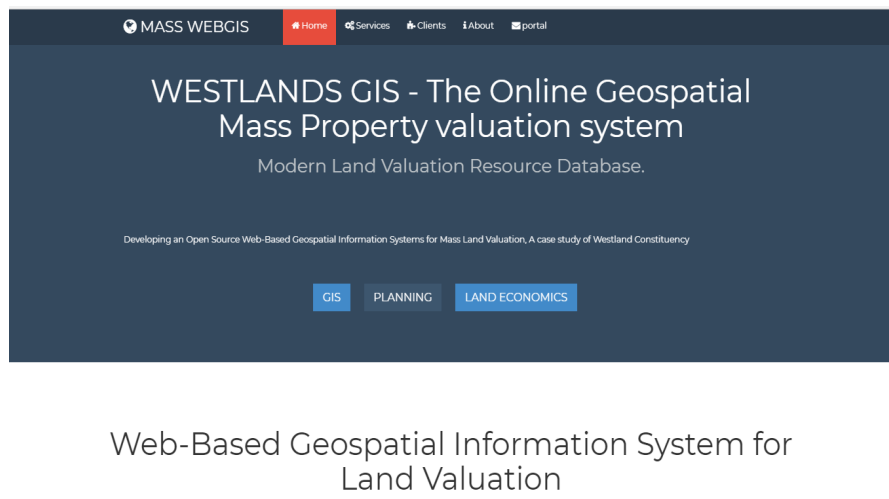 MASS WEBGIS Home Services Clients About portal
WESTLANDS GIS - The Online Geospatial
Mass Property valuation system
Modern Land Valuation Resource Database.
Developing an Open Source Web-Based Geospatial Information Systems for Mass Land Valuation, A case study of Westland Constituency
GIS PLANNING LAND ECONOMICS
Web-Based Geospatial Information System for
Land Valuation